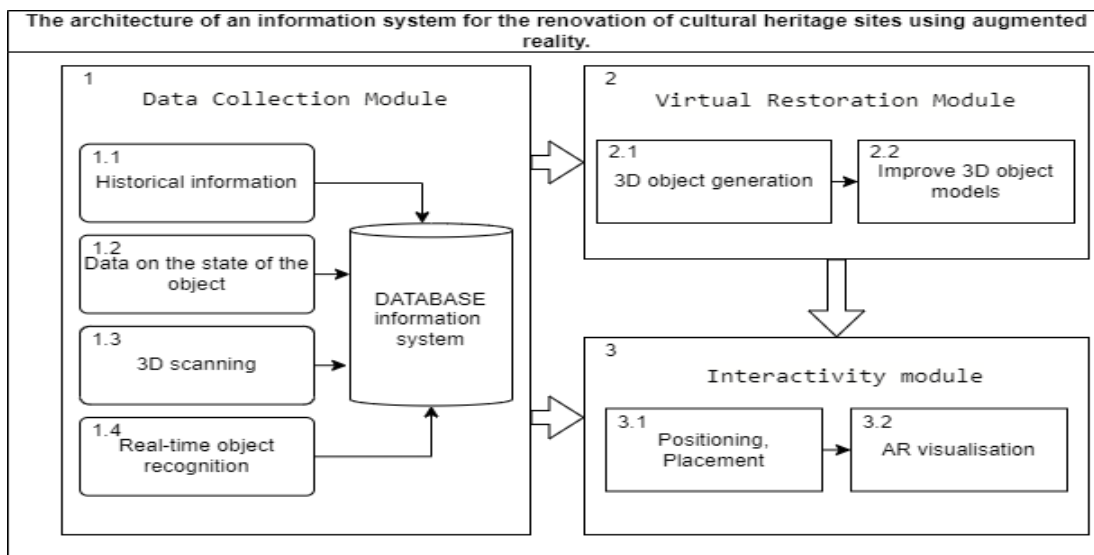 The architecture of an information system for the renovation of cultural heritage sites using augmented
reality.
1
Data Collection Module
1.1
Historical information
1.2
Data on the state of the
object
1.3
3D scanning
1.4
Real-time object
recognition
DATABASE
information
system
2
Virtual Restoration Module
2.1
3D object generation
2.2
Improve 3D object
models
3
Interactivity module
3.1
Positioning,
Placement
3.2
AR visualisation